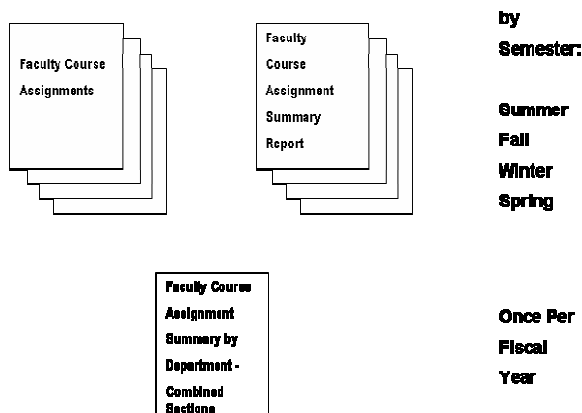 Faculty Course
Assignments
Faculty
Course
Assignment
Summary
Report
by
Semester:
Summer
Fall
Winter
Spring
Faculty Course
Assignment
Summary by
Department -
Combined
Sections
Once Per
Fiscal
Year